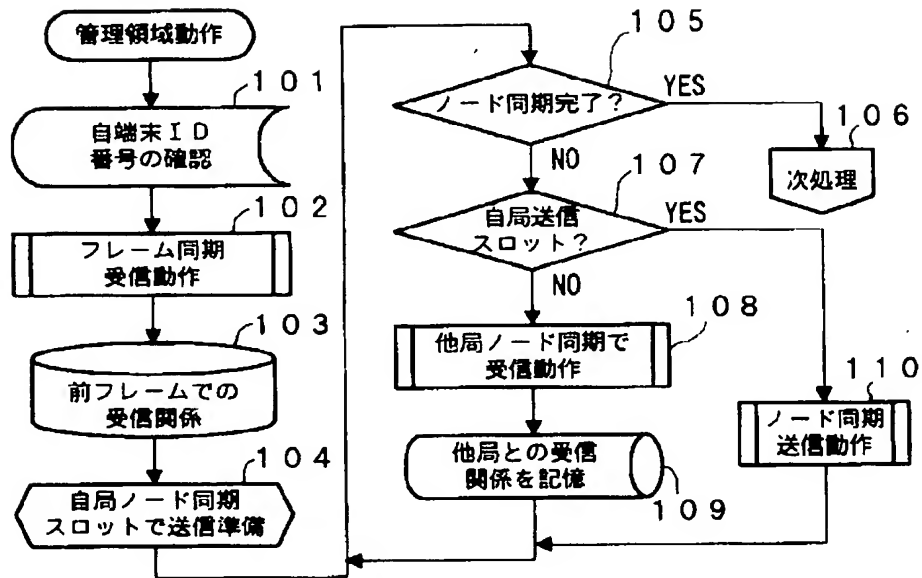 管理領域動作
101
自端末ID
番号の確認
102
フレーム同期
受信動作
103
前フレームでの
受信関係
104
自局ノード同期
スロットで送信準備
105
ノード同期完了?
YES
NO
106
次処理
107
自局送信
スロット?
YES
NO
108
他局ノード同期で
受信動作
109
他局との受信
関係を記憶
110
ノード同期
送信動作